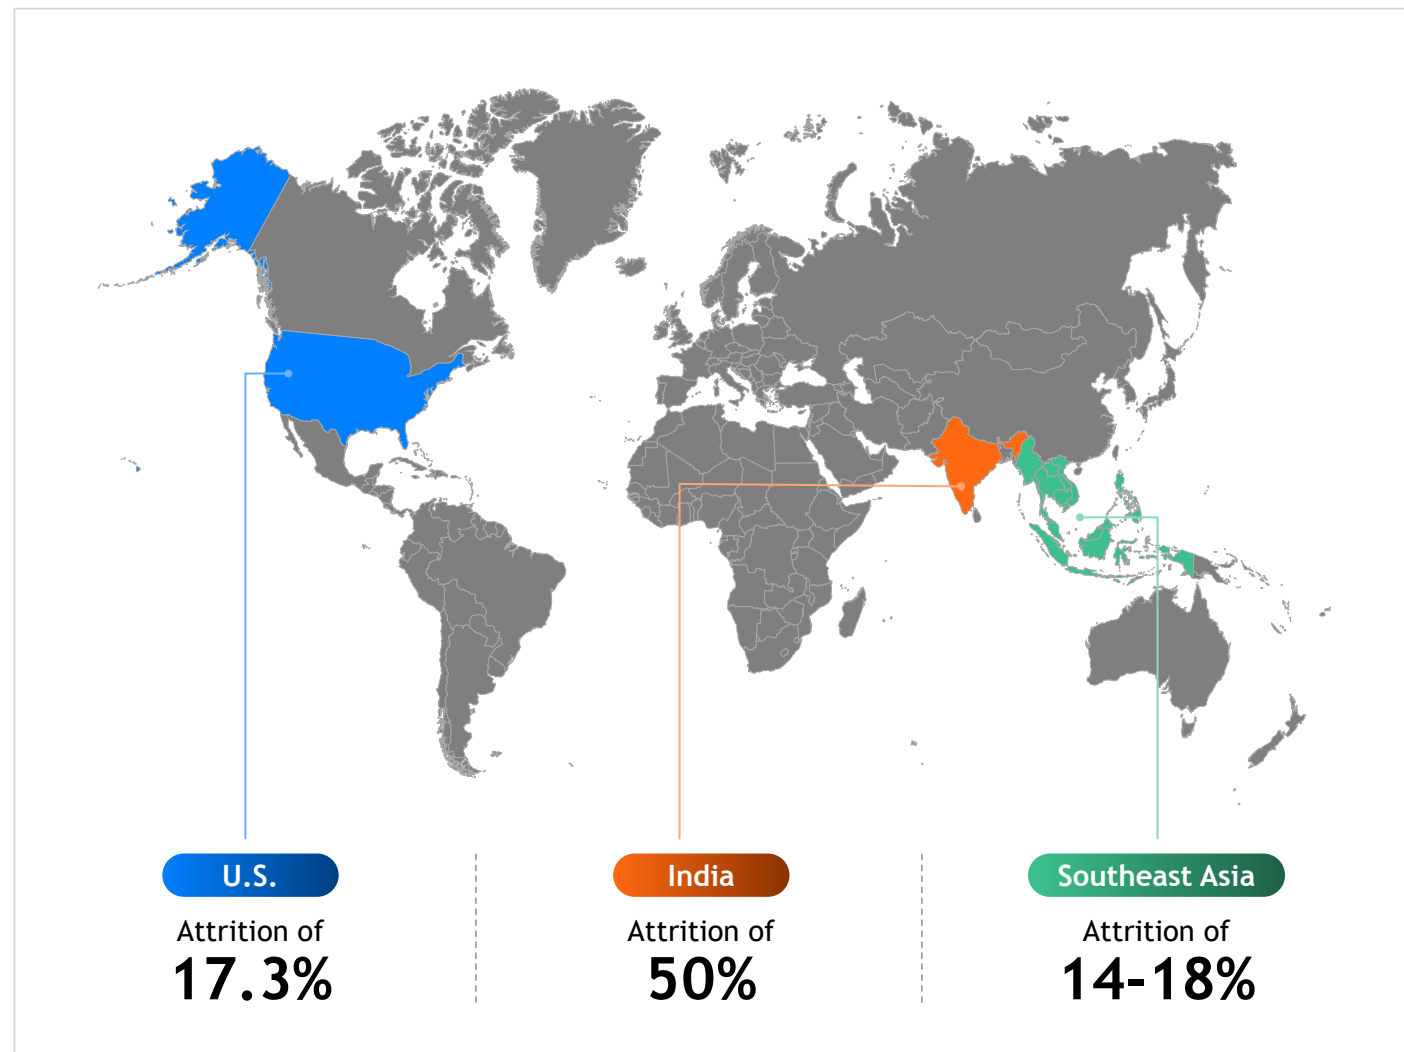 U.S.
Attrition of
17.3%
India
Attrition of
50%
Southeast Asia
Attrition of
14-18%